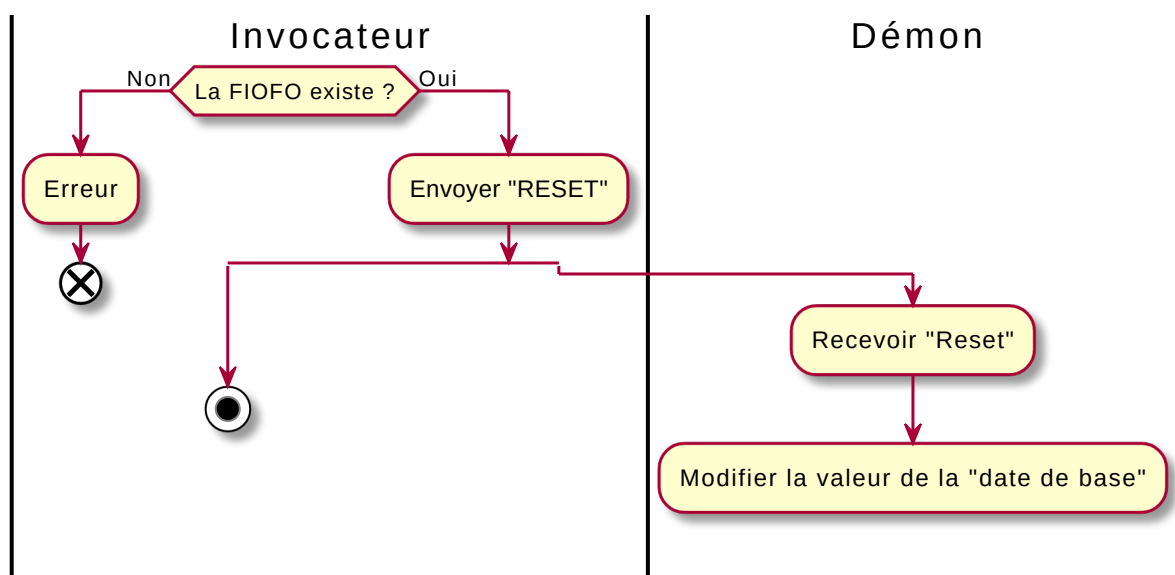 Invocateur
Démon
Non
La FIOFO existe ?
Oui
Erreur
Envoyer "RESET"
Recevoir "Reset"
Modifier la valeur de la "date de base"